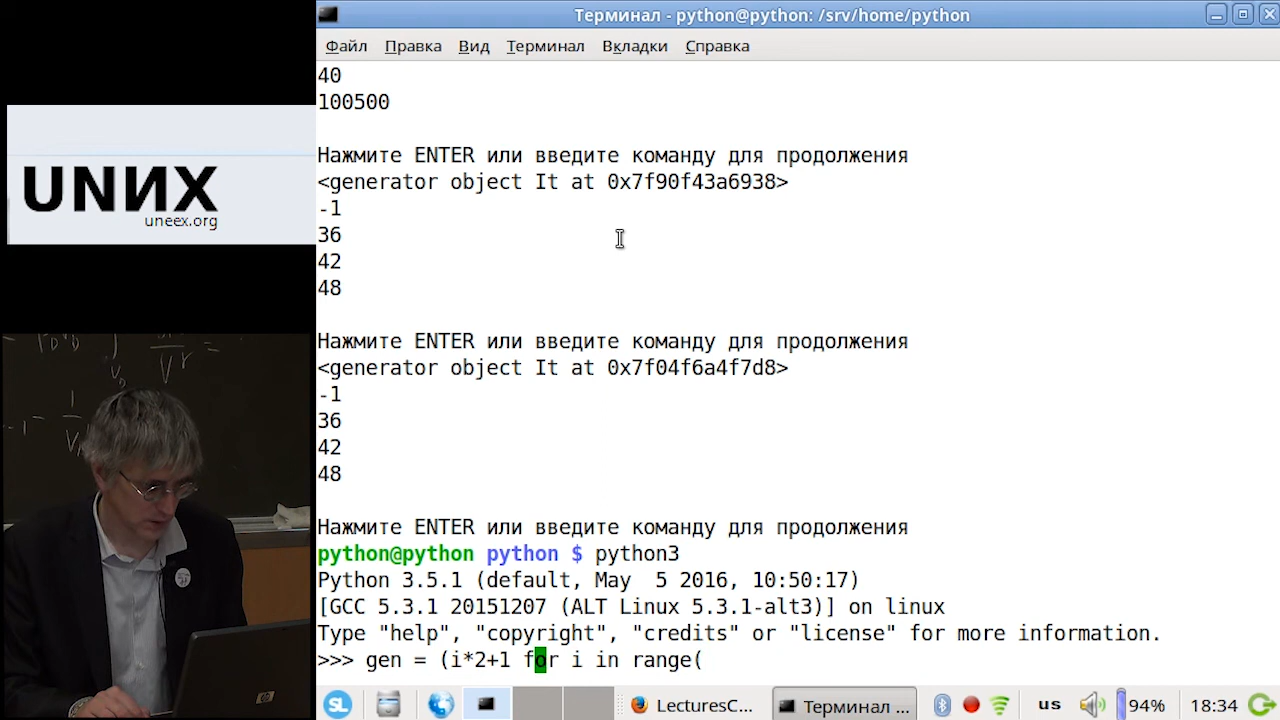 Терминал - python@python: /srv/home/python
Файл Правка Вид Терминал Вкладки Справка
40
100500
Нажмите ENTER или введите команду для продолжения
<generator object It at 0x7f90f43a6938>
-1
36
42
48
Нажмите ENTER или введите команду для продолжения
<generator object It at 0x7f04f6a4f7d8>
-1
36
42
48
Нажмите ENTER или введите команду для продолжения
python@python python $ python3
Python 3.5.1 (default, May  5 2016, 10:50:17)
[GCC 5.3.1 20151207 (ALT Linux 5.3.1-alt3)] on linux
Type "help", "copyright", "credits" or "license" for more information.
>>> gen = (i*2+1 for i in range(
SL LecturesC... Терминал ... us 94% 18:34
UNИX
uneex.org